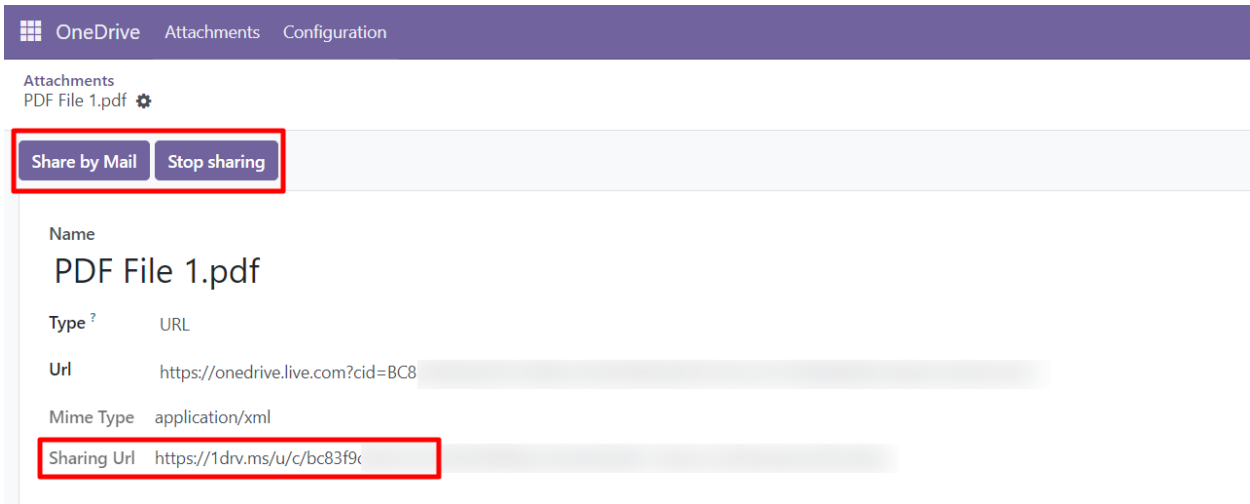 OneDrive Attachments Configuration
Attachments
PDF File 1.pdf
Share by Mail Stop sharing
Name
PDF File 1.pdf
Type ? URL
Url https://onedrive.live.com?cid=BC8
Mime Type application/xml
Sharing Url https://1drv.ms/u/c/bc83f9